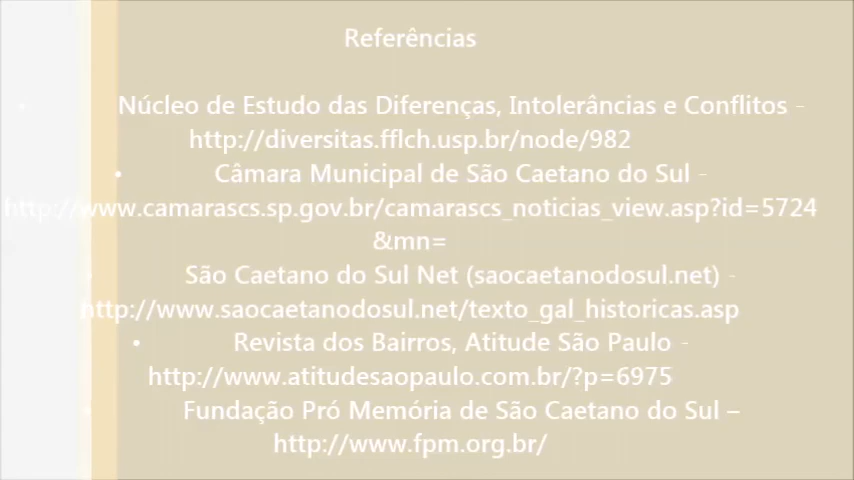 Referências
• Núcleo de Estudo das Diferenças, Intolerâncias e Conflitos -
http://diversitas.fflch.usp.br/node/982
• Câmara Municipal de São Caetano do Sul -
http://www.camarascs.sp.gov.br/camarascs_noticias_view.asp?id=5724
&mn=
• São Caetano do Sul Net (saocaetanodosul.net) -
http://www.saocaetanodosul.net/texto_gal_historicas.asp
• Revista dos Bairros, Atitude São Paulo -
http://www.atitudesaopaulo.com.br/?p=6975
• Fundação Pró Memória de São Caetano do Sul –
http://www.fpm.org.br/